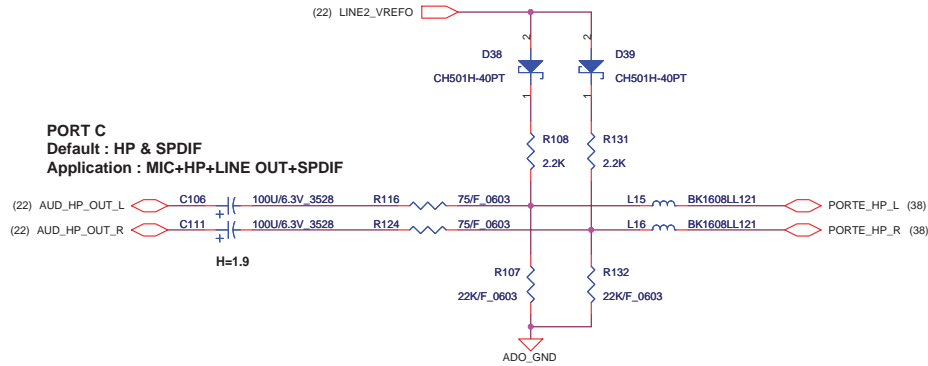 (22) LINE2_VREFO
2 2
D38 D39
CH501H-40PT CH501H-40PT
1 1
PORT C
Default : HP & SPDIF
Application : MIC+HP+LINE OUT+SPDIF
R108 R131
2.2K 2.2K
(22) AUD_HP_OUT_L C106 + 100U/6.3V_3528 R116 75/F_0603 L15 BK1608LL121 PORTE_HP_L (38)
(22) AUD_HP_OUT_R C111 + 100U/6.3V_3528 R124 75/F_0603 L16 BK1608LL121 PORTE_HP_R (38)
H=1.9
R107 R132
22K/F_0603 22K/F_0603
ADO_GND